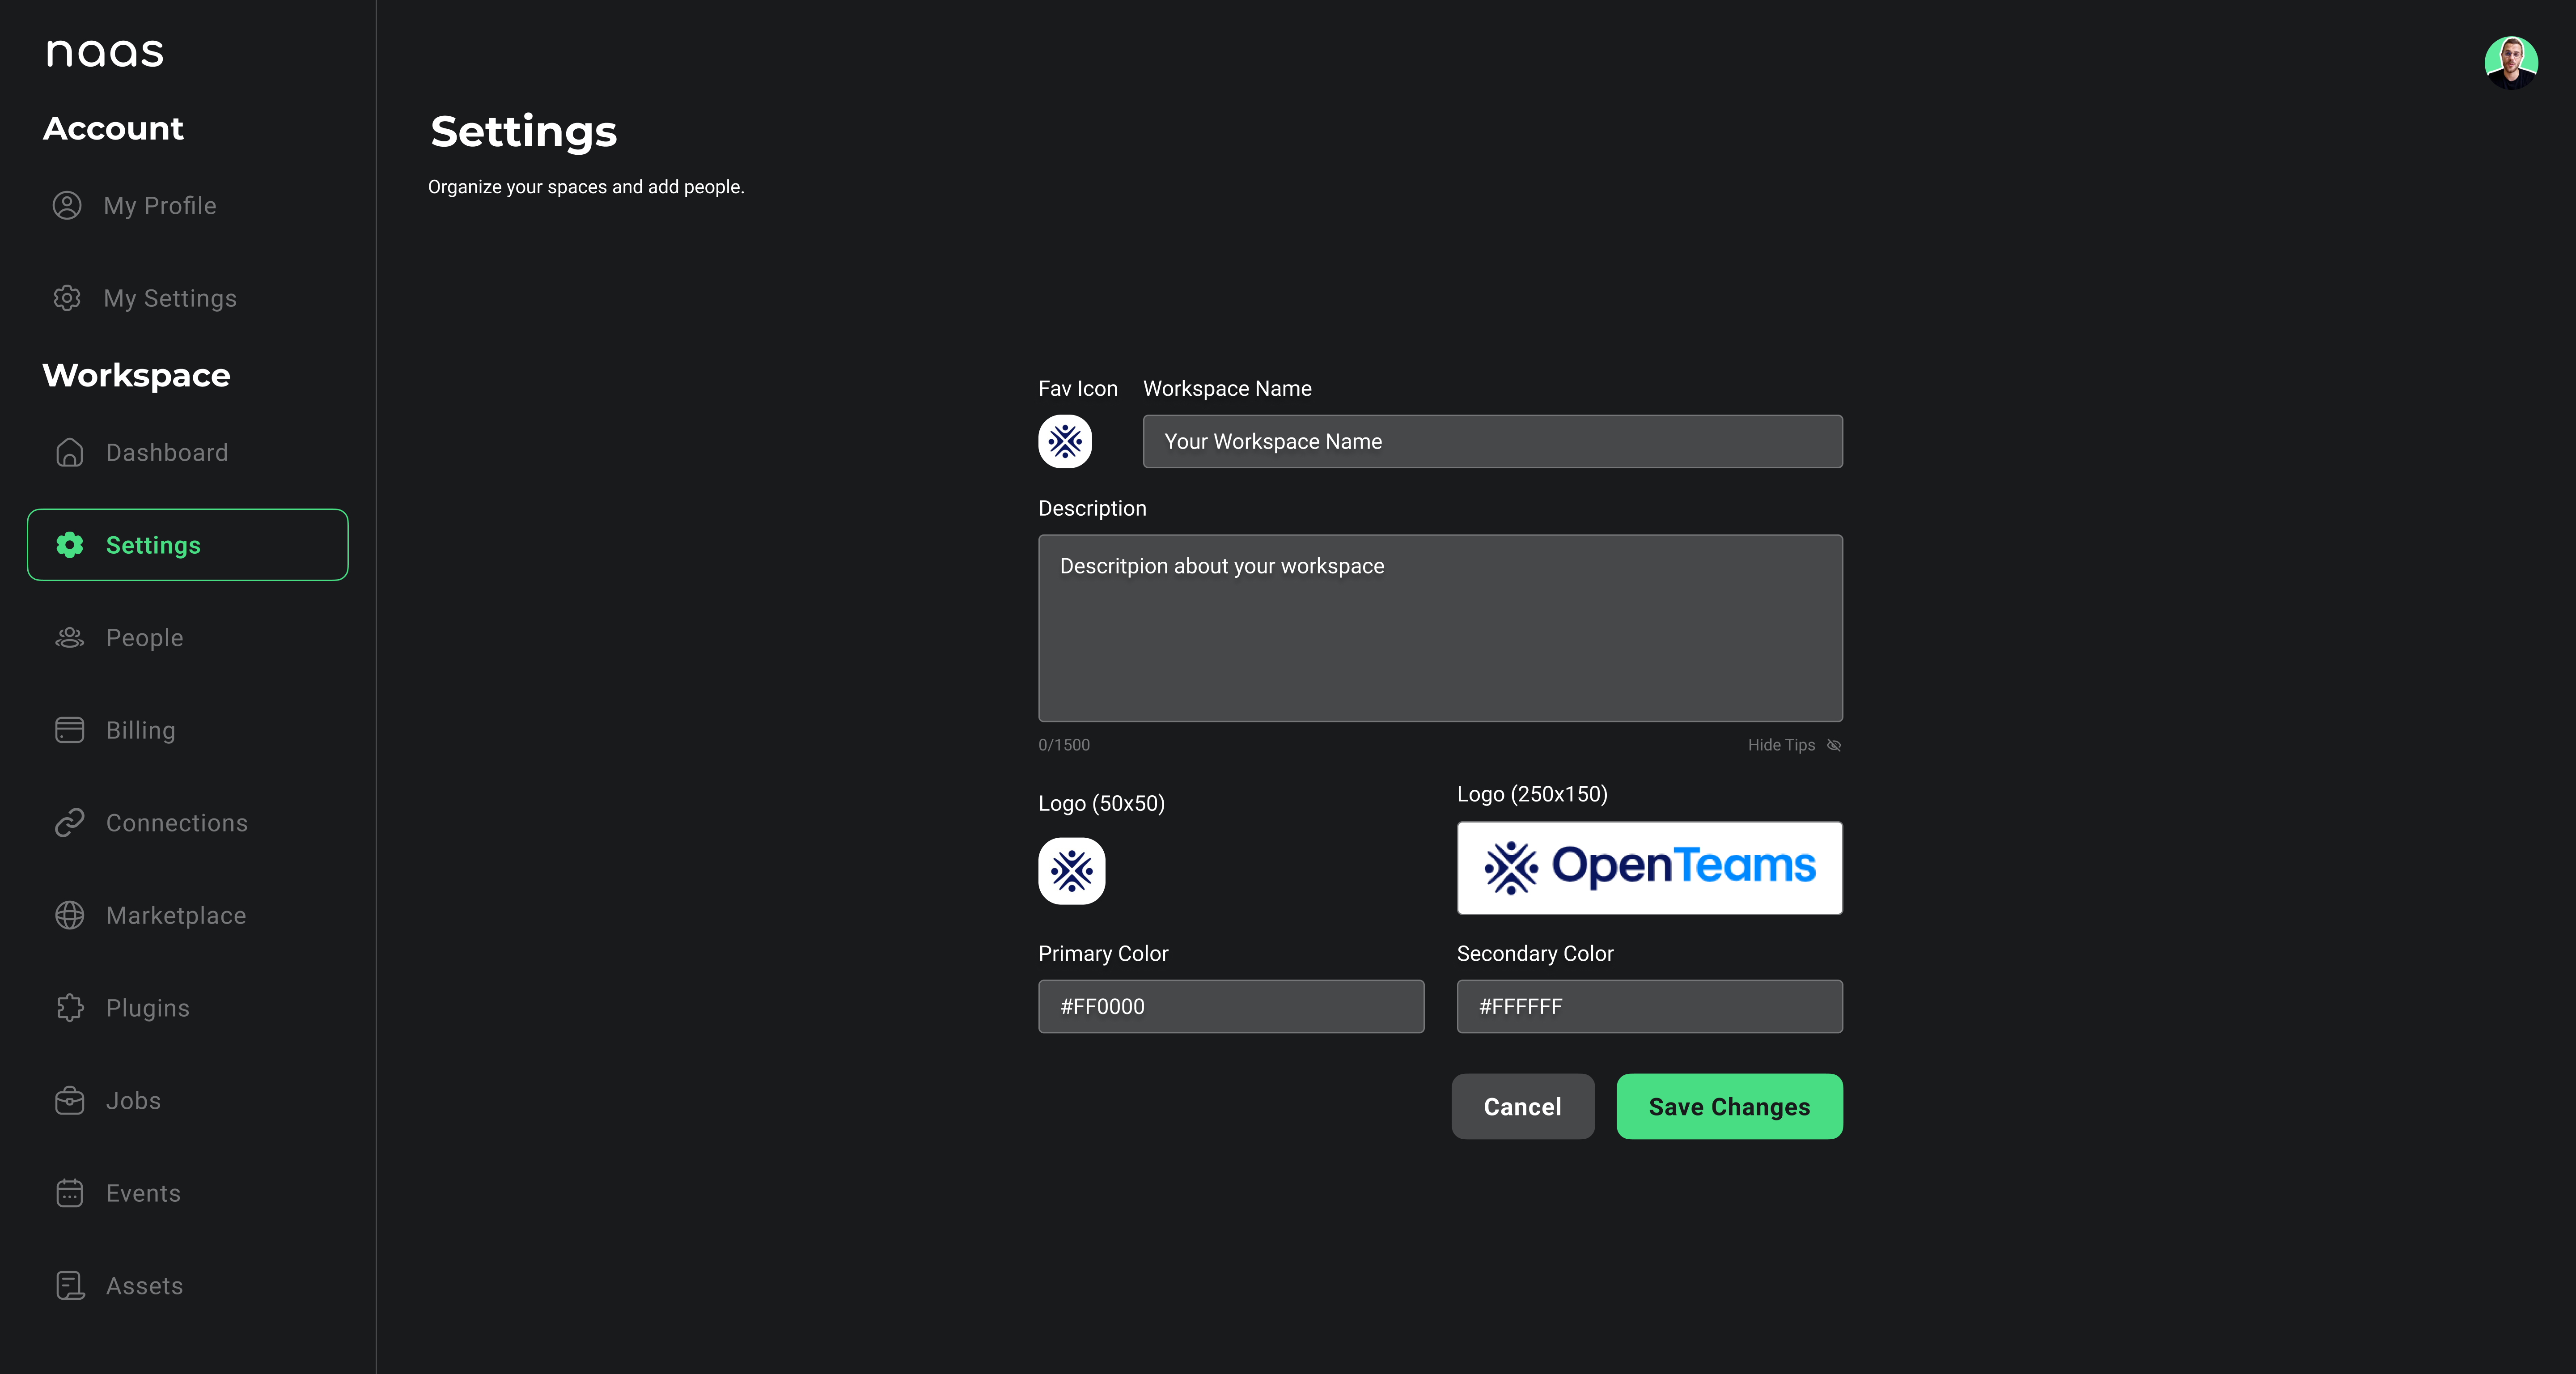 naas
Account
My Profile
My Settings
Workspace
Dashboard
Settings
People
Billing
Connections
Marketplace
Plugins
Jobs
Events
Assets
Settings
Organize your spaces and add people.
Fav Icon
Workspace Name
Your Workspace Name
Description
Descritpion about your workspace
0/1500
Hide Tips
Logo (50x50)
Logo (250x150)
OpenTeams
Primary Color
Secondary Color
#FF0000
#FFFFFF
Cancel
Save Changes